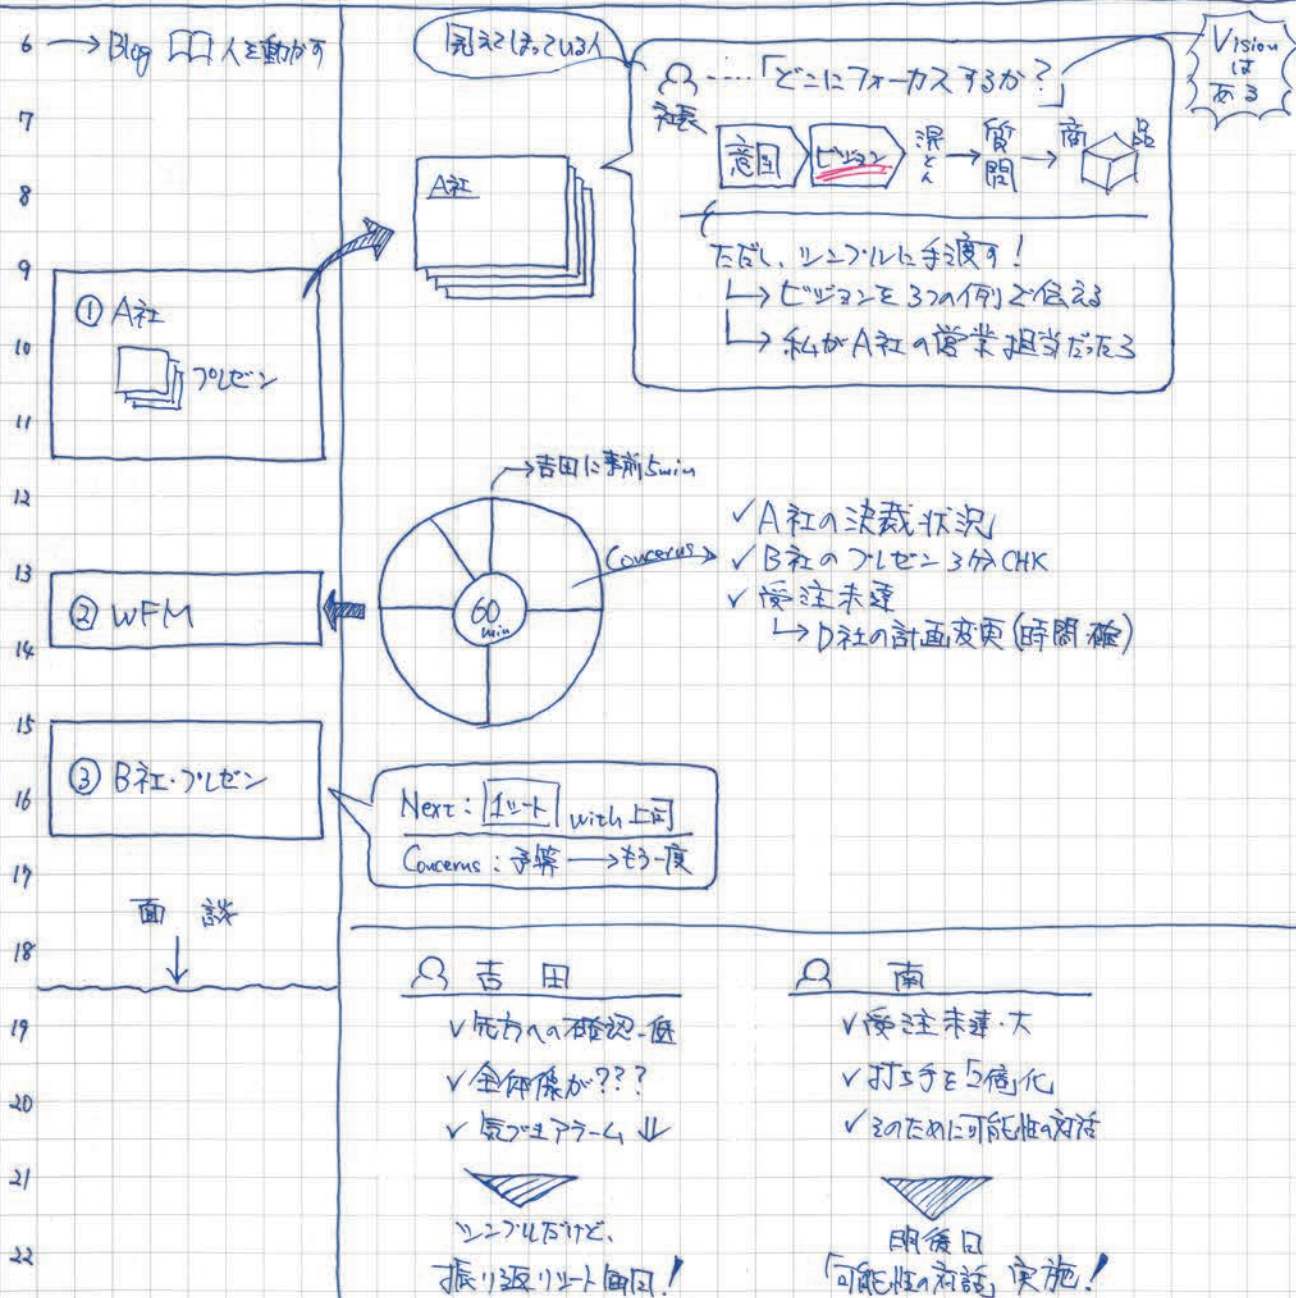 6 → Blog 人を動かす
7
8
9
① A社
10
プレゼン
11
12
13
② WFM
14
15
③ B社・プレゼン
16
17
面談
18
19
20
21
22
見えてしまっている人
Vision
は
ある
……「どこにフォーカスするか?」
社長
意図
ビジョン
混とん → 質問 → 商品
A社
ただし、シンプルに手渡す!
→ ビジョンを3つの例で伝える
→ 私がA社の営業担当だったら
→ 吉田に事前5min
60
min
Concerns →
✓ A社の決裁状況
✓ B社のプレゼン3分CHK
✓ 受注未達
→ D社の計画変更(時間確)
Next: 1シート with 上司
Concerns: 予算 → もう一度
吉田
✓ 先方への確認-低
✓ 全体像が???
✓ 気づきアラーム ↓
シンプルだけど、
振り返りシート毎回!
南
✓ 受注未達・大
✓ 打ち手を5倍化
✓ そのために可能性の対話
明後日
「可能性の対話」実施!